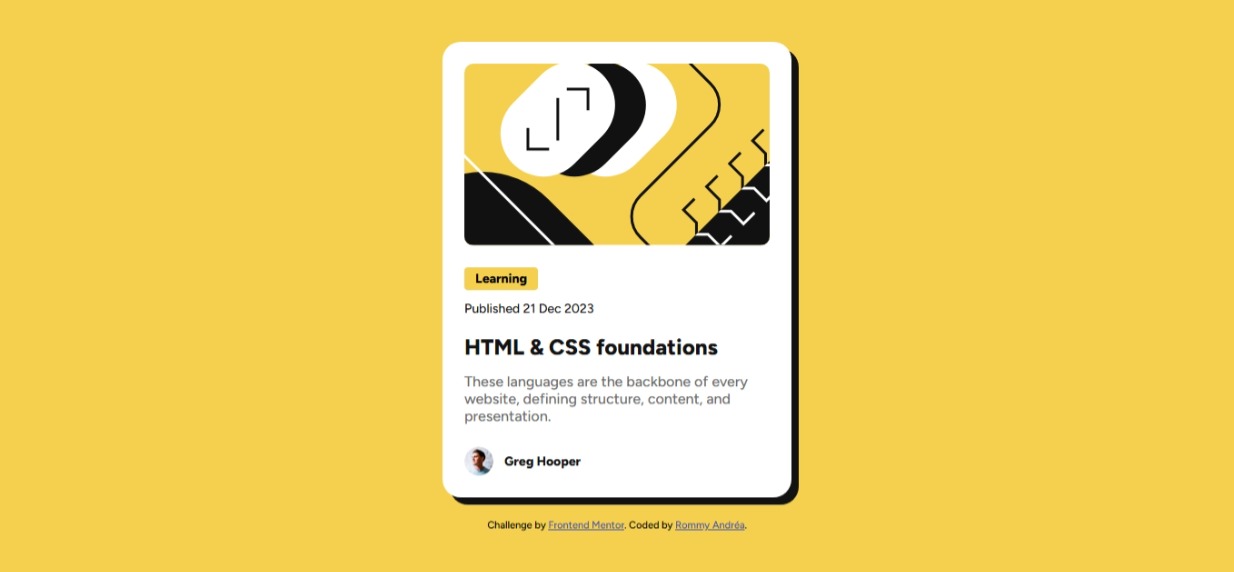 Learning
Published 21 Dec 2023
HTML & CSS foundations
These languages are the backbone of every
website, defining structure, content, and
presentation.
Greg Hooper
Challenge by Frontend Mentor. Coded by Rommy Andréa.